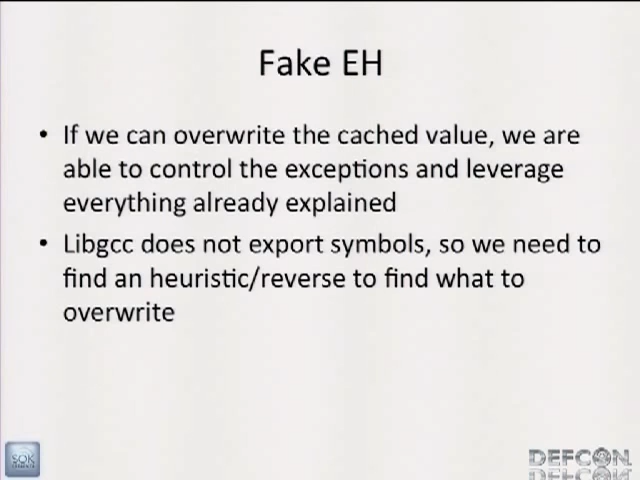 Fake EH
• If we can overwrite the cached value, we are
able to control the exceptions and leverage
everything already explained
• Libgcc does not export symbols, so we need to
find an heuristic/reverse to find what to
overwrite
SOK
DEFCON